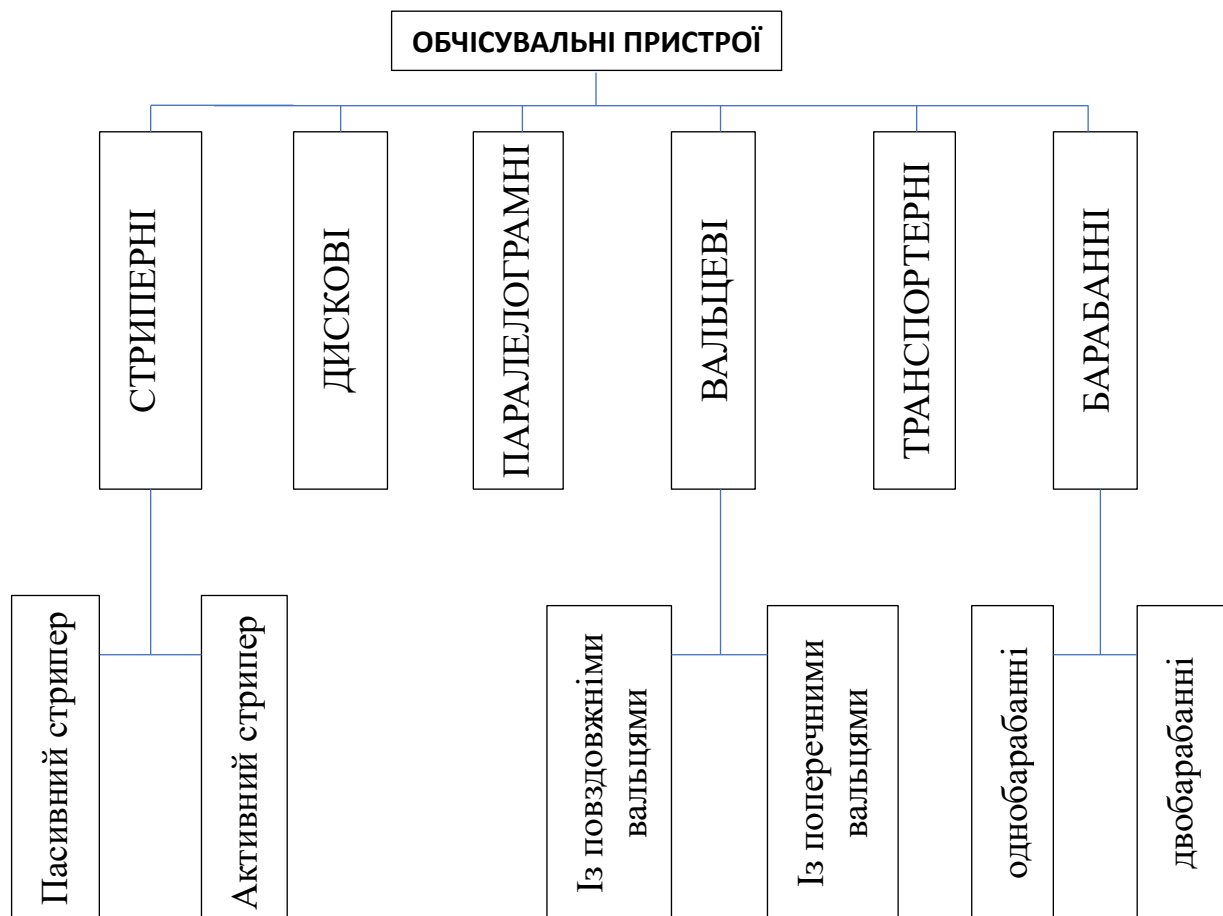 ОБЧІСУВАЛЬНІ ПРИСТРОЇ
СТРИПЕРНІ
ДИСКОВІ
ПАРАЛЕЛОГРАМНІ
ВАЛЬЦЕВІ
ТРАНСПОРТЕРНІ
БАРАБАННІ
Пасивний стрипер
Активний стрипер
Із повздовжніми
вальцями
Із поперечними
вальцями
однобарабанні
двобарабанні